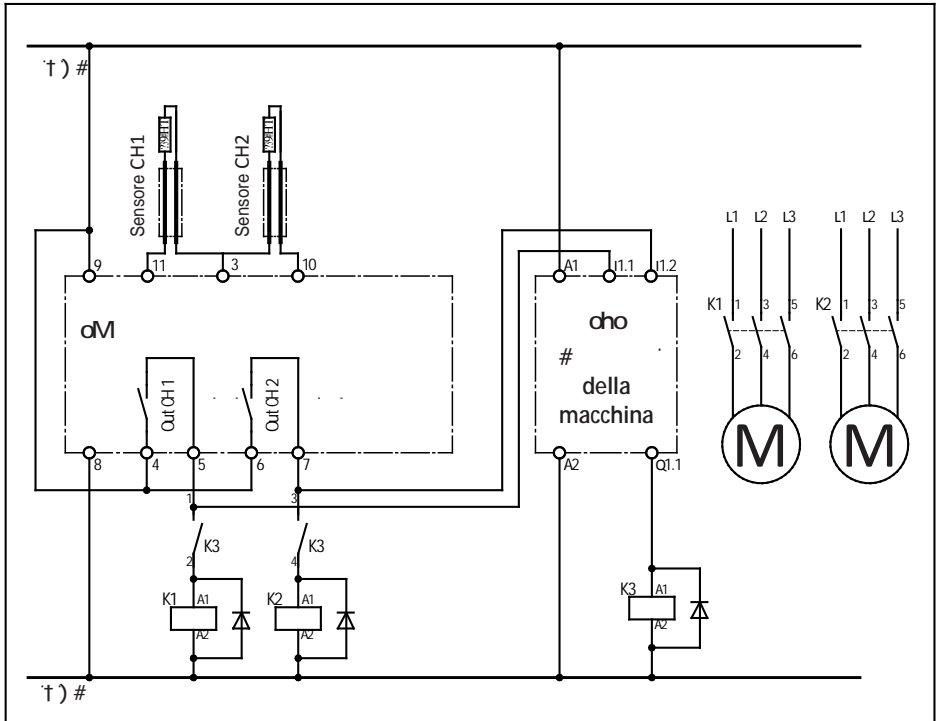 Sensore CH1
Sensore CH2
9
11
3
10
Out CH1
Out CH2
8
4
5
6
7
1
2
K3
3
4
K3
K1
A1
A2
K2
A1
A2
A1
I1.1
I1.2
#
della
macchina
A2
Q1.1
K3
A1
A2
L1 L2 L3
K1
1
3
5
2
4
6
M
L1 L2 L3
K2
1
3
5
2
4
6
M